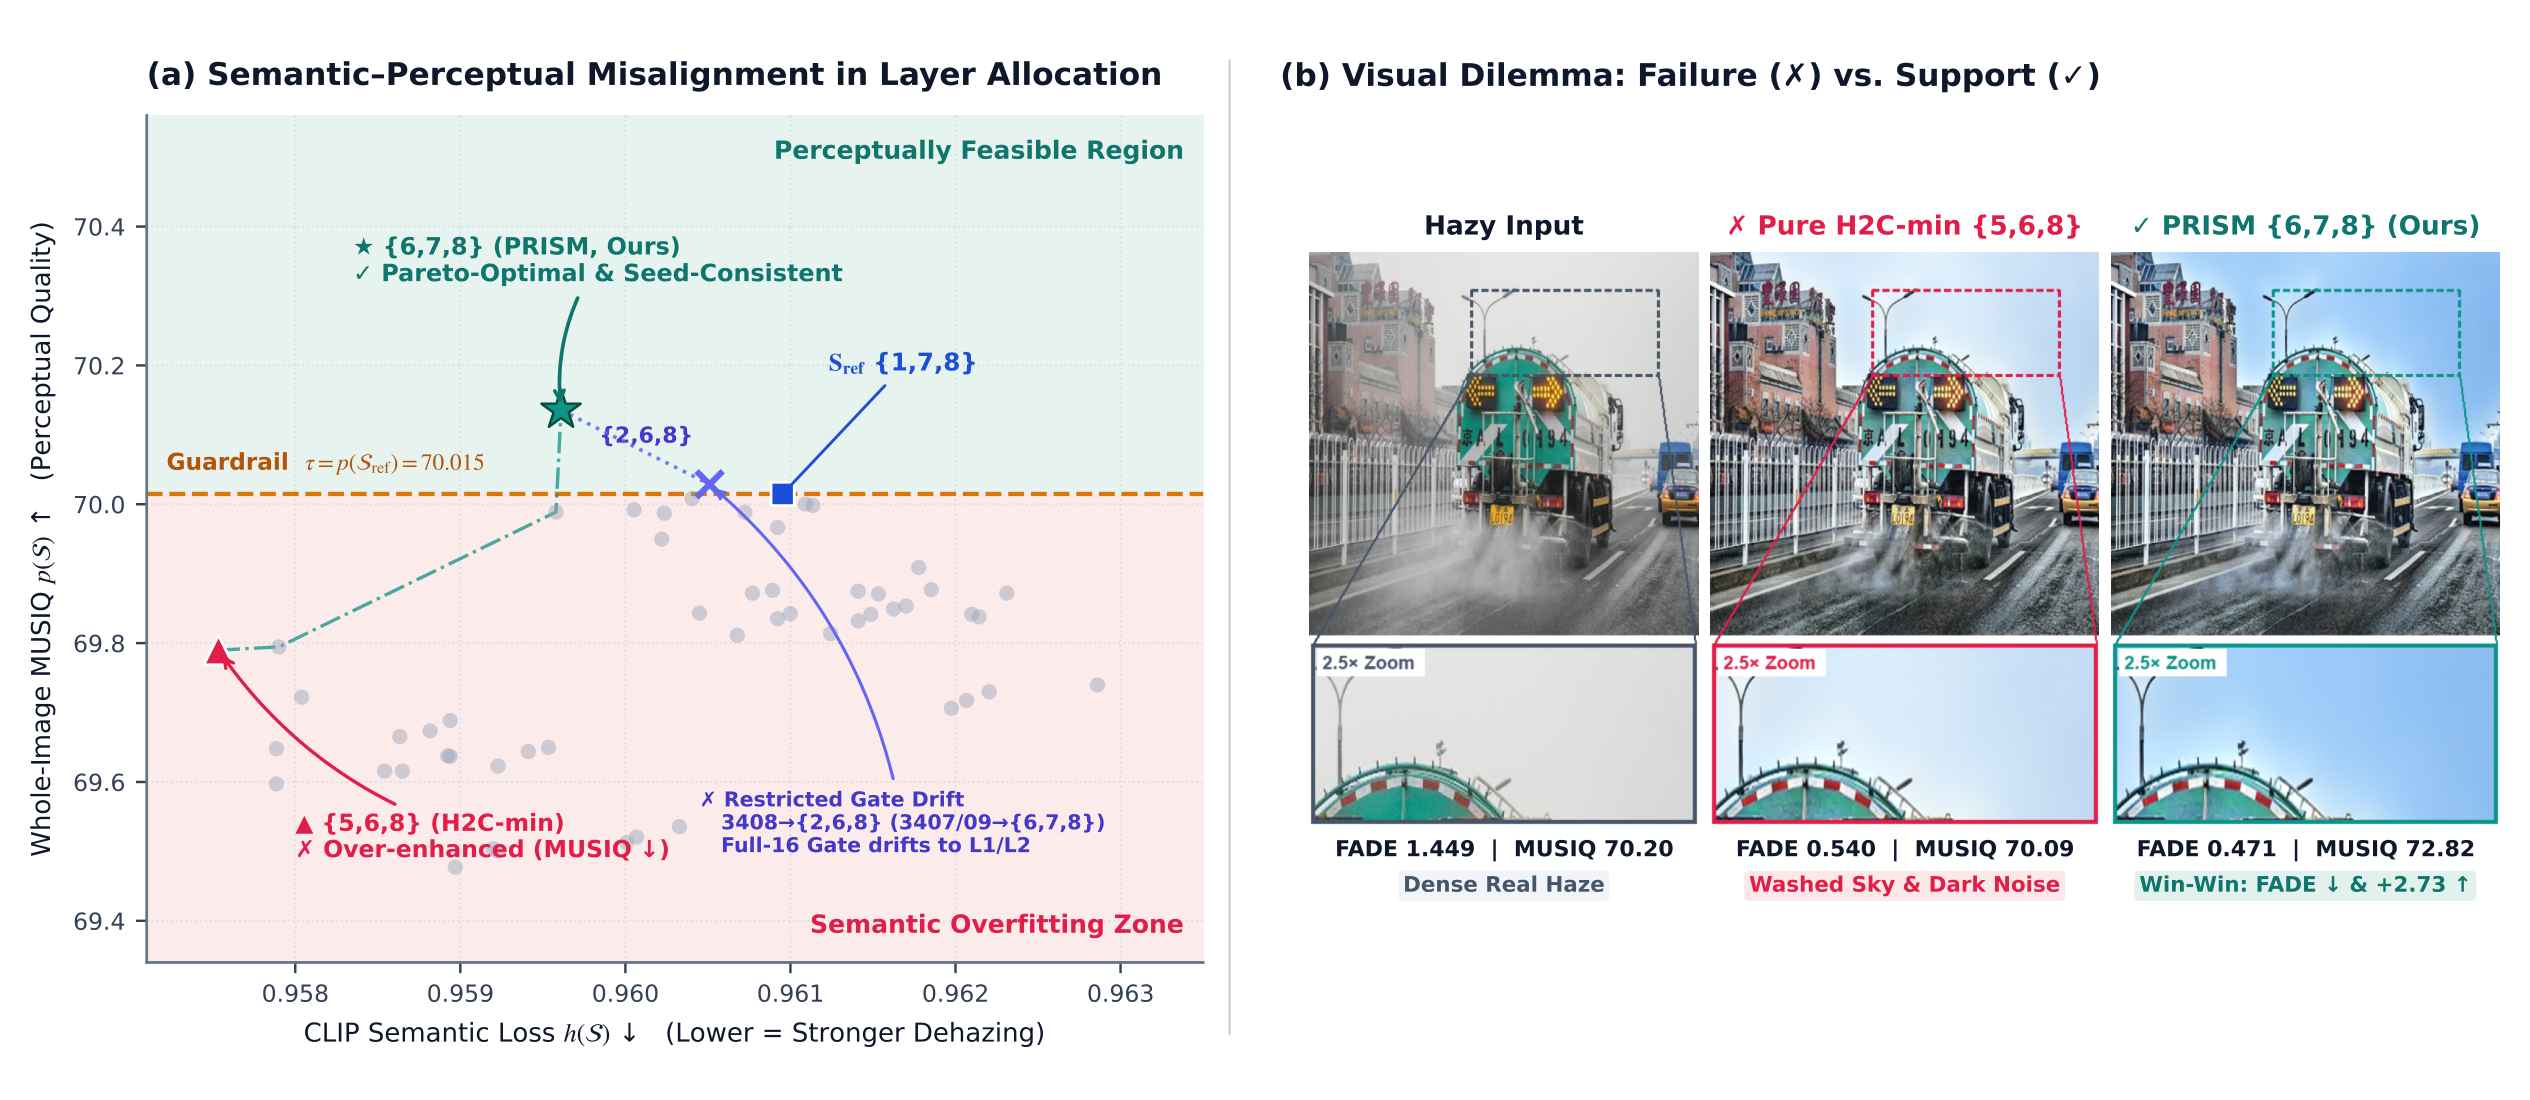 (a) Semantic–Perceptual Misalignment in Layer Allocation
Perceptually Feasible Region
★ {6,7,8} (PRISM, Ours)
✓ Pareto-Optimal & Seed-Consistent
S_ref {1,7,8}
{2,6,8}
Guardrail τ = p(S_ref) = 70.015
▲ {5,6,8} (H2C-min)
✗ Over-enhanced (MUSIQ ↓)
✗ Restricted Gate Drift
3408→{2,6,8} (3407/09→{6,7,8})
Full-16 Gate drifts to L1/L2
Semantic Overfitting Zone
Whole-Image MUSIQ p(S) ↑ (Perceptual Quality)
70.4
70.2
70.0
69.8
69.6
69.4
0.958 0.959 0.960 0.961 0.962 0.963
CLIP Semantic Loss h(S) ↓ (Lower = Stronger Dehazing)
(b) Visual Dilemma: Failure (✗) vs. Support (✓)
Hazy Input
✗ Pure H2C-min {5,6,8}
✓ PRISM {6,7,8} (Ours)
2.5× Zoom
2.5× Zoom
2.5× Zoom
FADE 1.449 | MUSIQ 70.20
FADE 0.540 | MUSIQ 70.09
FADE 0.471 | MUSIQ 72.82
Dense Real Haze
Washed Sky & Dark Noise
Win-Win: FADE ↓ & +2.73 ↑